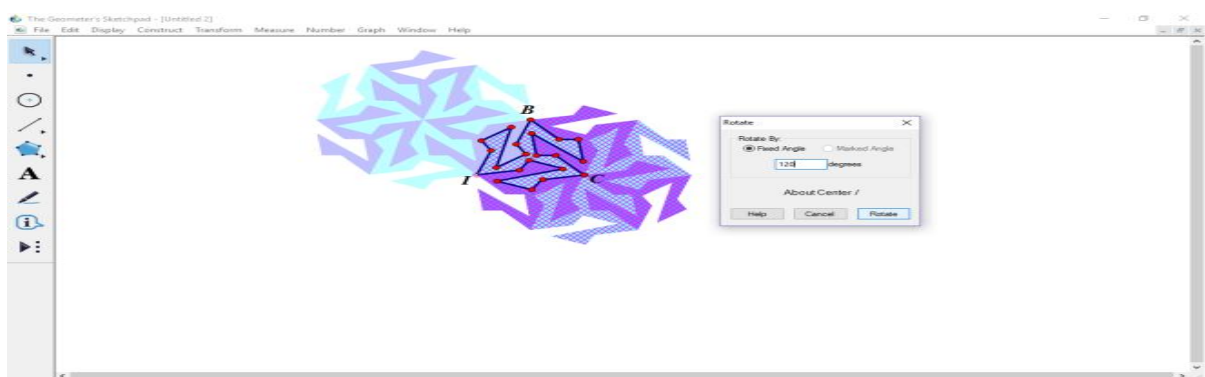 The Geometer's Sketchpad - [Untitled 2]
File Edit Display Construct Transform Measure Number Graph Window Help
A
B
I
C
Rotate
Rotate By:
Fixed Angle Marked Angle
120 degrees
About Center I
Help Cancel Rotate